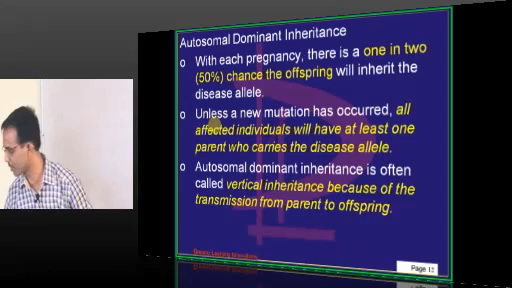 Autosomal Dominant Inheritance
o With each pregnancy, there is a one in two
(50%) chance the offspring will inherit the
disease allele.
o Unless a new mutation has occurred, all
affected individuals will have at least one
parent who carries the disease allele.
o Autosomal dominant inheritance is often
called vertical inheritance because of the
transmission from parent to offspring.
Page 13